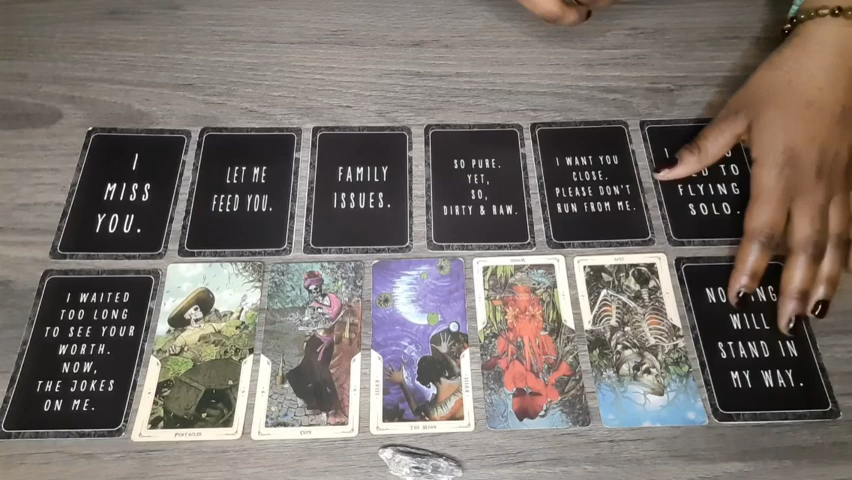 I
MISS
YOU.
LET ME
FEED YOU.
FAMILY
ISSUES.
SO PURE.
YET,
SO,
DIRTY & RAW.
I WANT YOU
CLOSE.
PLEASE DON'T
RUN FROM ME.
I
TO
FLYING
SOLO.
I WAITED
TOO LONG
TO SEE YOUR
WORTH.
NOW,
THE JOKES
ON ME.
PENTACLES
CUPS
THE MOON
WILL
STAND IN
MY WAY.